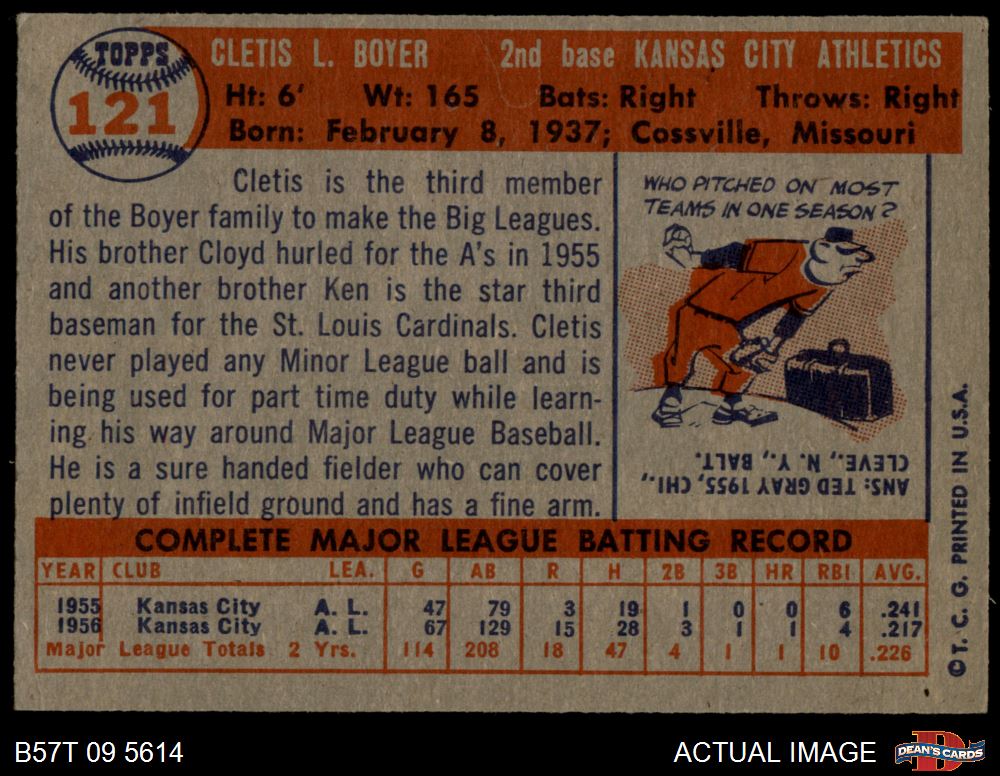 TOPPS
121
CLETIS L. BOYER 2nd base KANSAS CITY ATHLETICS
Ht: 6' Wt: 165 Bats: Right Throws: Right
Born: February 8, 1937; Cossville, Missouri
Cletis is the third member
of the Boyer family to make the Big Leagues.
His brother Cloyd hurled for the A's in 1955
and another brother Ken is the star third
baseman for the St. Louis Cardinals. Cletis
never played any Minor League ball and is
being used for part time duty while learn-
ing his way around Major League Baseball.
He is a sure handed fielder who can cover
plenty of infield ground and has a fine arm.
WHO PITCHED ON MOST
TEAMS IN ONE SEASON?
ANS: TED GRAY 1955, CHI.,
CLEVE., N. Y., BALT.
COMPLETE MAJOR LEAGUE BATTING RECORD
YEAR CLUB LEA. G AB R H 2B 3B HR RBI AVG.
1955 Kansas City A. L. 47 79 3 19 1 0 0 6 .241
1956 Kansas City A. L. 67 129 15 28 3 1 1 4 .217
Major League Totals 2 Yrs. 114 208 18 47 4 1 1 10 .226
©T. C. G. PRINTED IN U.S.A.
B57T 09 5614
ACTUAL IMAGE
DEAN'S CARDS